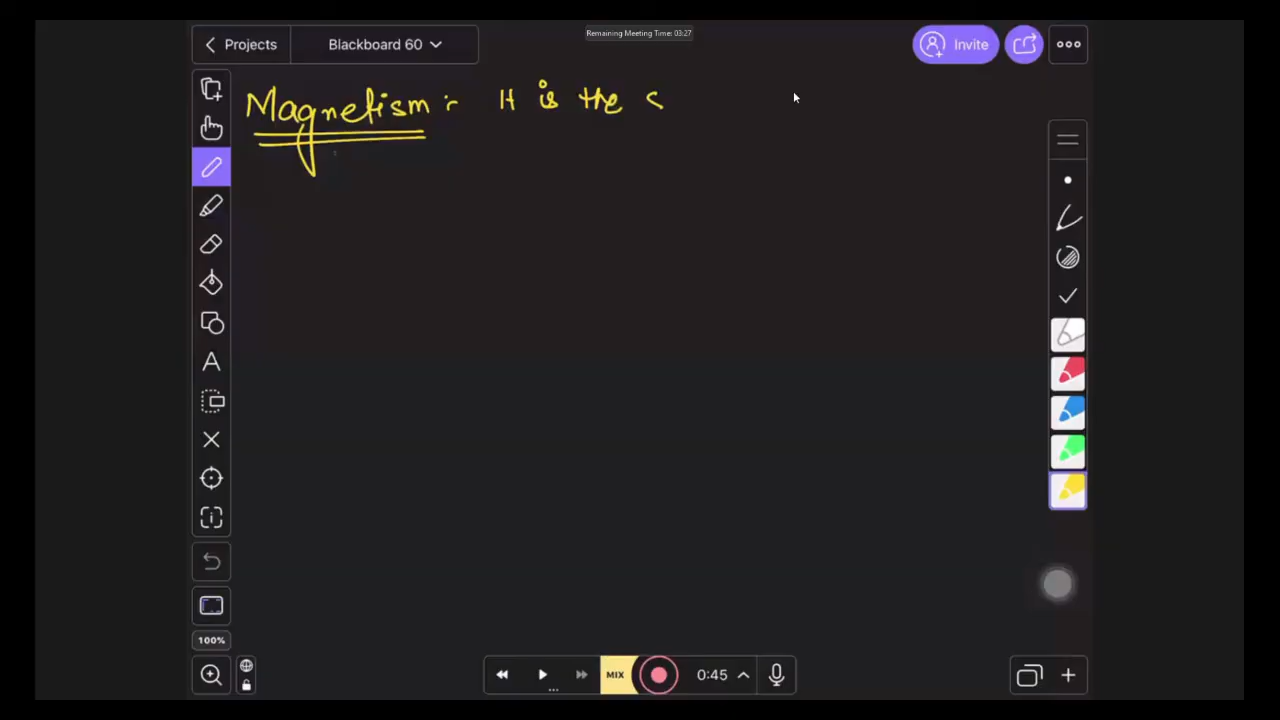 Remaining Meeting Time: 03:27
Projects Blackboard 60 Invite
Magnetism :- It is the
A
100%
MIX 0:45